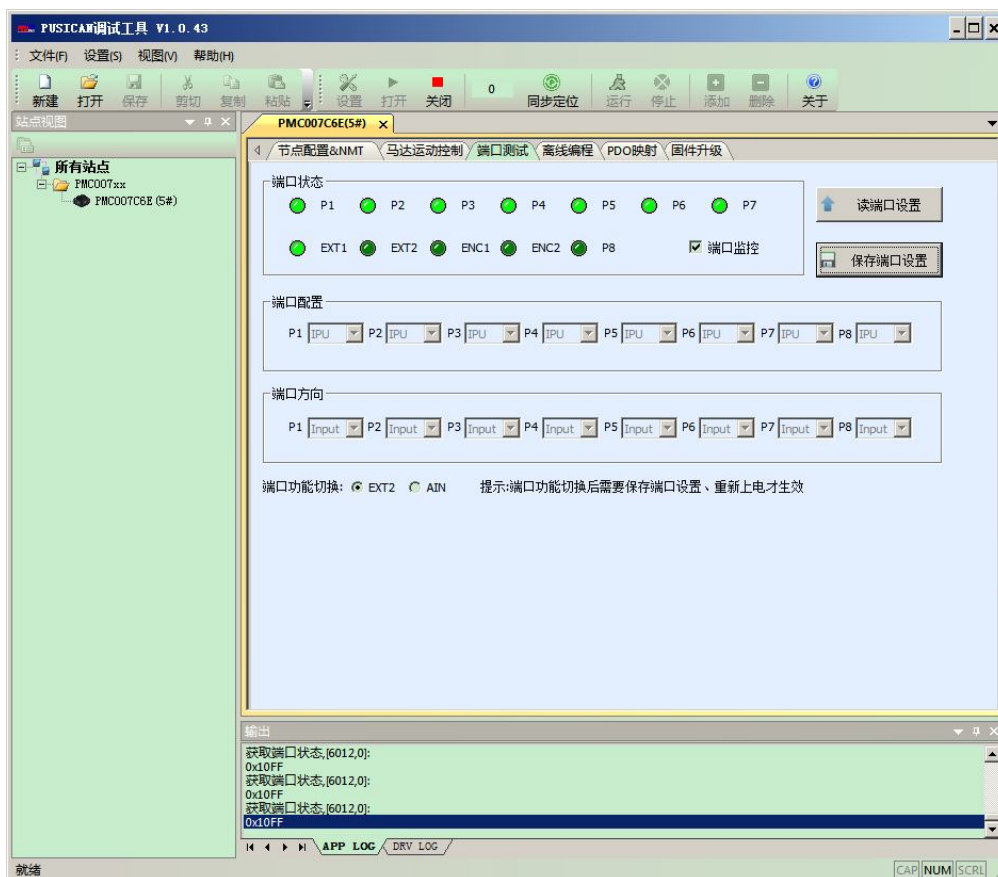 PUSICAN调试工具 V1.0.43
文件(F) 设置(S) 视图(V) 帮助(H)
新建 打开 保存 剪切 复制 粘贴 设置 打开 关闭 0 同步定位 运行 停止 添加 删除 关于
站点视图
所有站点
PMC007xx
PMC007C6E (5#)
PMC007C6E(5#)
节点配置&NMT 马达运动控制 端口测试 离线编程 PDO映射 固件升级
端口状态
P1 P2 P3 P4 P5 P6 P7
EXT1 EXT2 ENC1 ENC2 P8 端口监控
读端口设置
保存端口设置
端口配置
P1 IPU P2 IPU P3 IPU P4 IPU P5 IPU P6 IPU P7 IPU P8 IPU
端口方向
P1 Input P2 Input P3 Input P4 Input P5 Input P6 Input P7 Input P8 Input
端口功能切换: EXT2 AIN 提示:端口功能切换后需要保存端口设置、重新上电才生效
输出
获取端口状态,[6012,0]:
0x10FF
获取端口状态,[6012,0]:
0x10FF
获取端口状态,[6012,0]:
0x10FF
APP LOG DRV LOG
就绪 CAP NUM SCRL